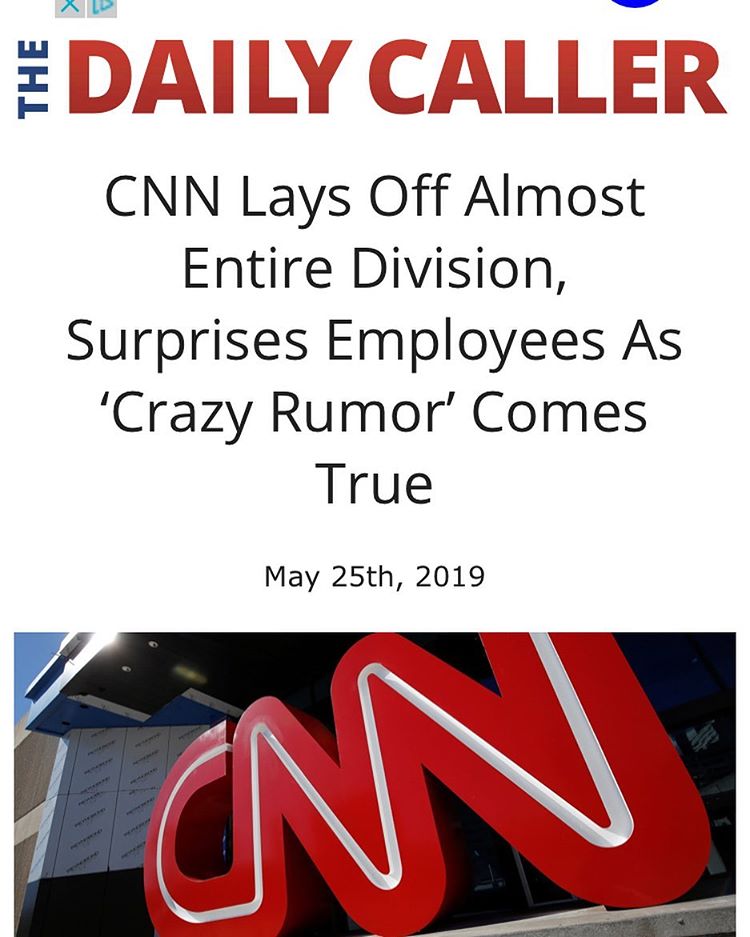 THE DAILY CALLER
CNN Lays Off Almost
Entire Division,
Surprises Employees As
‘Crazy Rumor’ Comes
True
May 25th, 2019
CNN